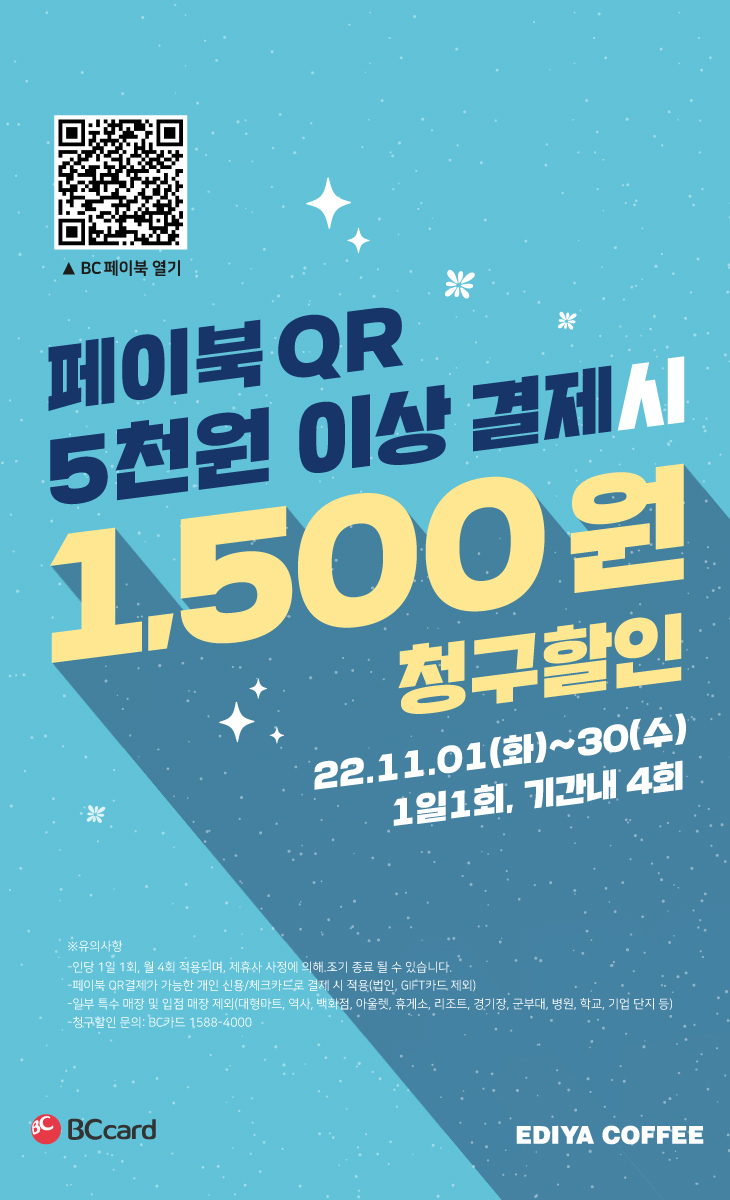 ▲ BC 페이북 열기
페이북 QR
5천원 이상 결제시
1,500원
청구할인
22.11.01(화)~30(수)
1일1회, 기간내 4회
※유의사항
-인당 1일 1회, 월 4회 적용되며, 제휴사 사정에 의해 조기 종료 될 수 있습니다.
-페이북 QR결제가 가능한 개인 신용/체크카드로 결제 시 적용(법인, GIFT카드 제외)
-일부 특수 매장 및 입점 매장 제외(대형마트, 역사, 백화점, 아울렛, 휴게소, 리조트, 경기장, 군부대, 병원, 학교, 기업 단지 등)
-청구할인 문의: BC카드 1588-4000
BC BCcard
EDIYA COFFEE